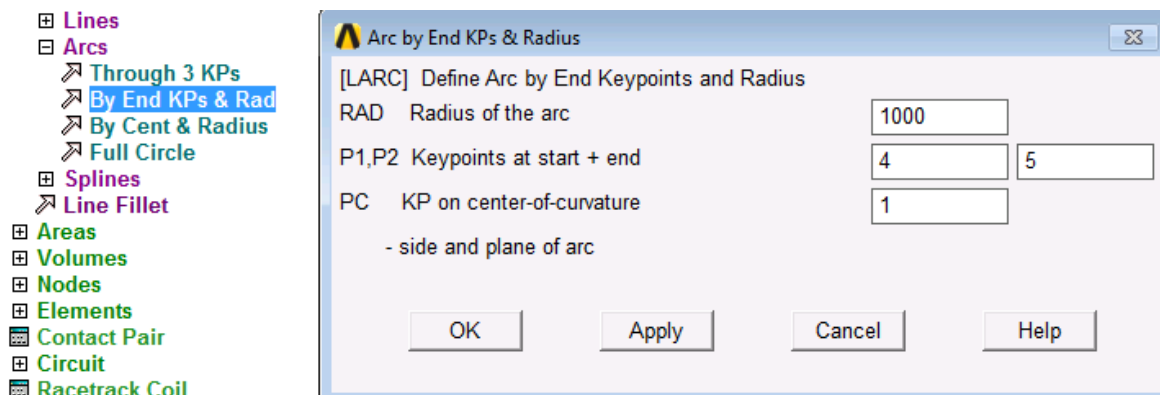 Lines
Arcs
Through 3 KPs
By End KPs & Rad
By Cent & Radius
Full Circle
Splines
Line Fillet
Areas
Volumes
Nodes
Elements
Contact Pair
Circuit
Racetrack Coil
Arc by End KPs & Radius
[LARC] Define Arc by End Keypoints and Radius
RAD Radius of the arc 1000
P1,P2 Keypoints at start + end 4 5
PC KP on center-of-curvature 1
- side and plane of arc
OK Apply Cancel Help